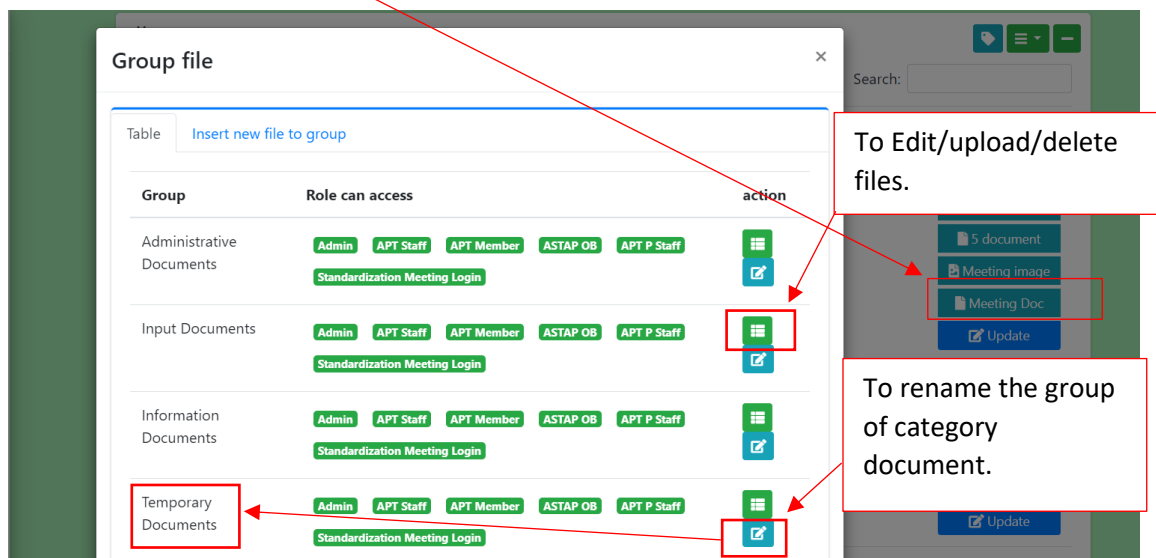 Group file
×
Search:
Table Insert new file to group
To Edit/upload/delete
files.
Group Role can access action
Administrative
Documents
Admin APT Staff APT Member ASTAP OB APT P Staff
Standardization Meeting Login
5 document
Meeting image
Meeting Doc
Update
Input Documents
Admin APT Staff APT Member ASTAP OB APT P Staff
Standardization Meeting Login
To rename the group
of category
document.
Information
Documents
Admin APT Staff APT Member ASTAP OB APT P Staff
Standardization Meeting Login
Temporary
Documents
Admin APT Staff APT Member ASTAP OB APT P Staff
Standardization Meeting Login
Update